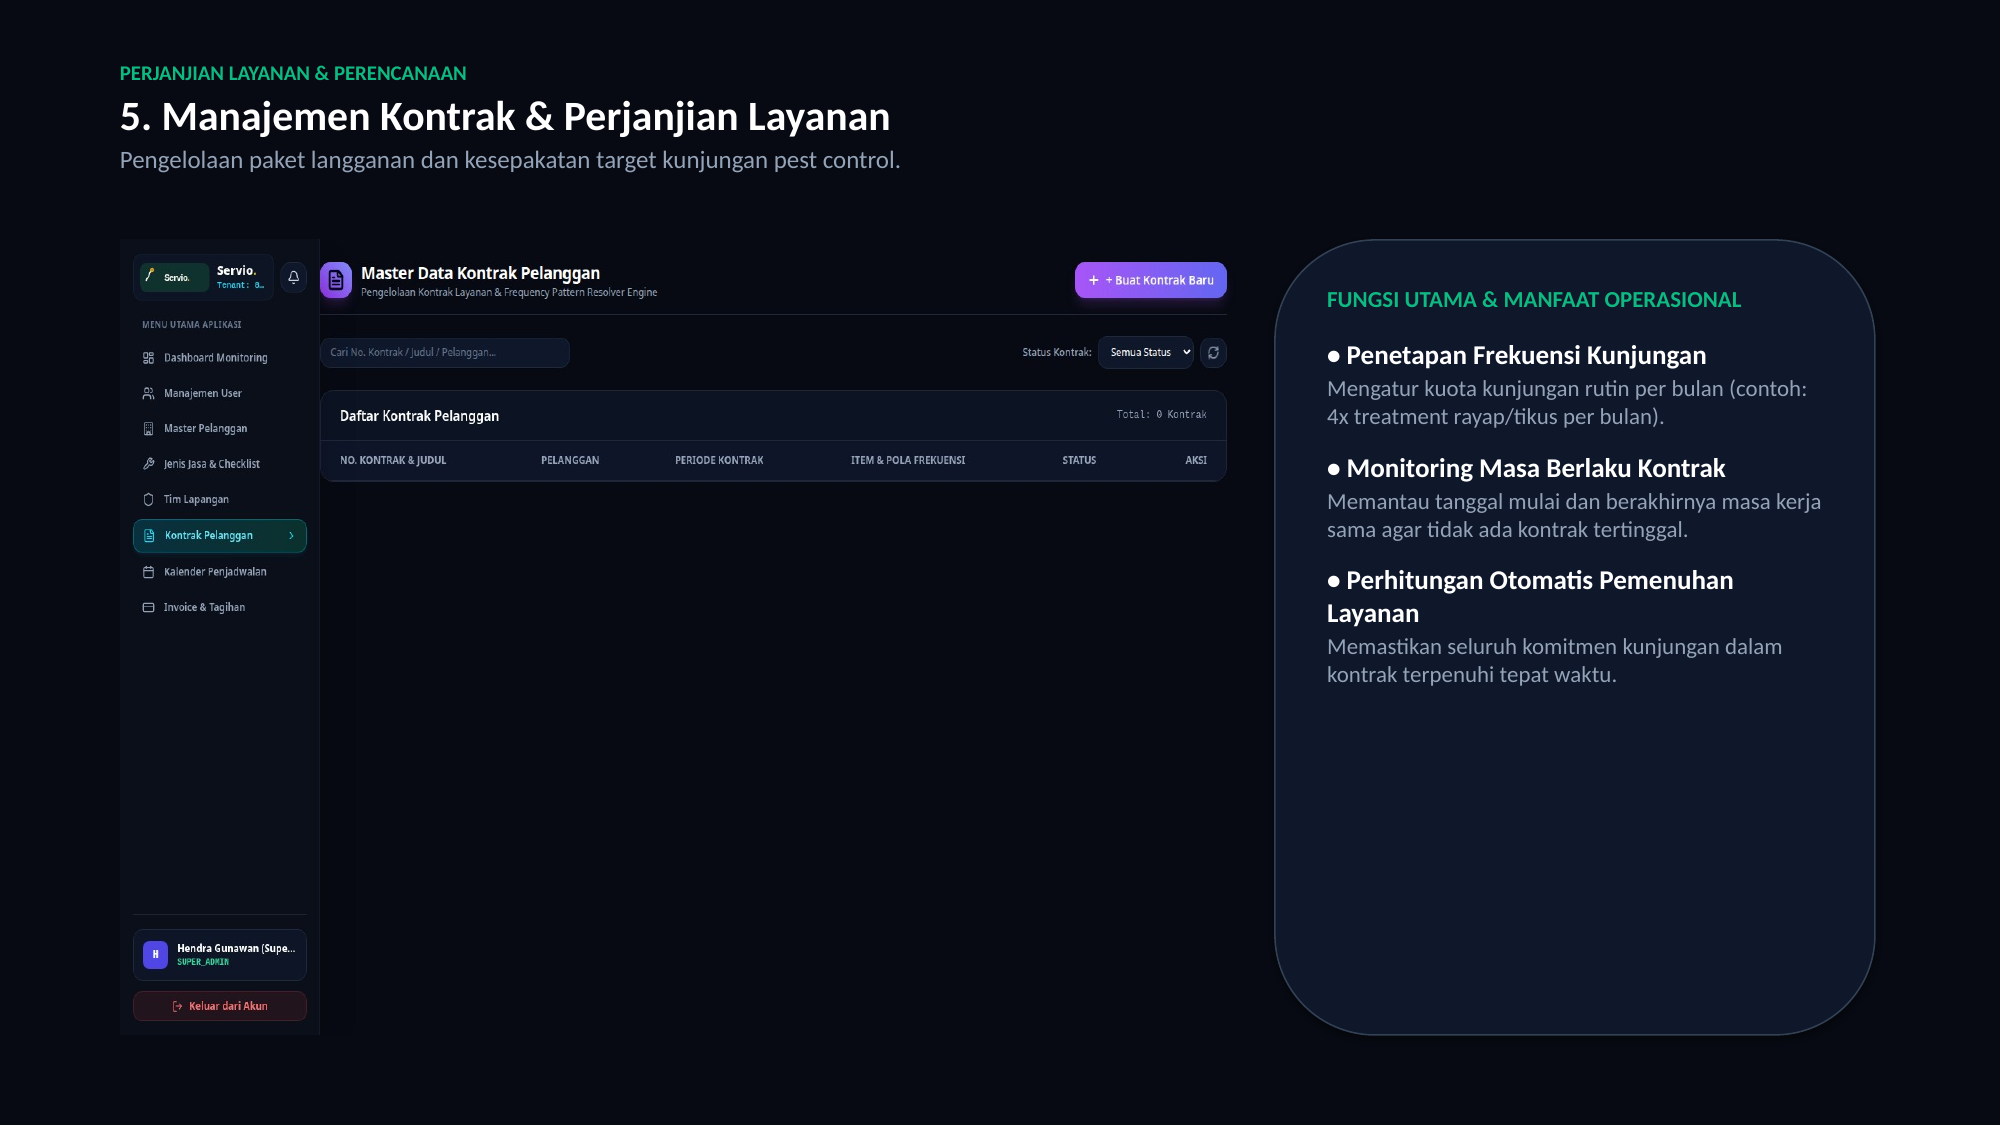 PERJANJIAN LAYANAN & PERENCANAAN
5. Manajemen Kontrak & Perjanjian Layanan
Pengelolaan paket langganan dan kesepakatan target kunjungan pest control.
Servio.
Servio.
Tenant: 8…
MENU UTAMA APLIKASI
Dashboard Monitoring
Manajemen User
Master Pelanggan
Jenis Jasa & Checklist
Tim Lapangan
Kontrak Pelanggan
Kalender Penjadwalan
Invoice & Tagihan
H
Hendra Gunawan (Supe...
SUPER_ADMIN
Keluar dari Akun
Master Data Kontrak Pelanggan
Pengelolaan Kontrak Layanan & Frequency Pattern Resolver Engine
+ + Buat Kontrak Baru
Cari No. Kontrak / Judul / Pelanggan...
Status Kontrak: Semua Status
Daftar Kontrak Pelanggan
Total: 0 Kontrak
NO. KONTRAK & JUDUL PELANGGAN PERIODE KONTRAK ITEM & POLA FREKUENSI STATUS AKSI
FUNGSI UTAMA & MANFAAT OPERASIONAL
● Penetapan Frekuensi Kunjungan
Mengatur kuota kunjungan rutin per bulan (contoh:
4x treatment rayap/tikus per bulan).
● Monitoring Masa Berlaku Kontrak
Memantau tanggal mulai dan berakhirnya masa kerja
sama agar tidak ada kontrak tertinggal.
● Perhitungan Otomatis Pemenuhan
Layanan
Memastikan seluruh komitmen kunjungan dalam
kontrak terpenuhi tepat waktu.